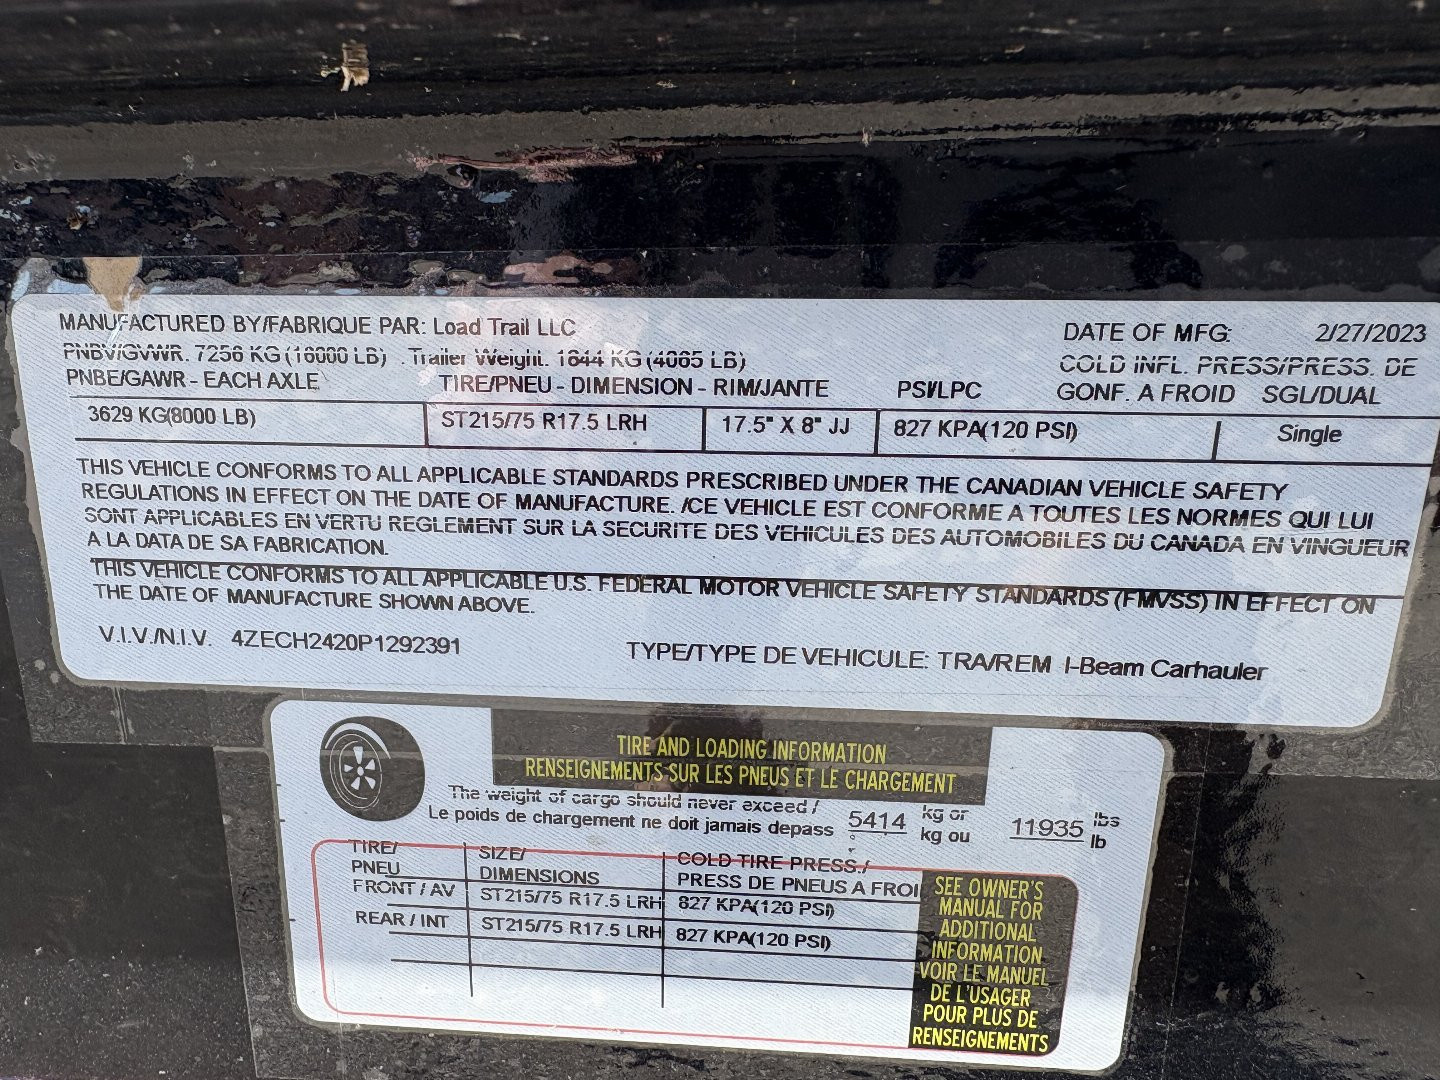 MANUFACTURED BY/FABRIQUE PAR: Load Trail LLC DATE OF MFG: 2/27/2023
PNBV/GVWR. 7256 KG (16000 LB) . Trailer Weight. 1844 KG (4065 LB) COLD INFL. PRESS/PRESS. DE
PNBE/GAWR - EACH AXLE TIRE/PNEU - DIMENSION - RIM/JANTE PSI/LPC GONF. A FROID SGL/DUAL
3629 KG(8000 LB) ST215/75 R17.5 LRH 17.5" X 8" JJ 827 KPA(120 PSI) Single
THIS VEHICLE CONFORMS TO ALL APPLICABLE STANDARDS PRESCRIBED UNDER THE CANADIAN VEHICLE SAFETY
REGULATIONS IN EFFECT ON THE DATE OF MANUFACTURE. /CE VEHICLE EST CONFORME A TOUTES LES NORMES QUI LUI
SONT APPLICABLES EN VERTU REGLEMENT SUR LA SECURITE DES VEHICULES DES AUTOMOBILES DU CANADA EN VINGUEUR
A LA DATA DE SA FABRICATION.
THIS VEHICLE CONFORMS TO ALL APPLICABLE U.S. FEDERAL MOTOR VEHICLE SAFETY STANDARDS (FMVSS) IN EFFECT ON
THE DATE OF MANUFACTURE SHOWN ABOVE.
V.I.V./N.I.V. 4ZECH2420P1292391 TYPE/TYPE DE VEHICULE: TRA/REM I-Beam Carhauler
TIRE AND LOADING INFORMATION
RENSEIGNEMENTS SUR LES PNEUS ET LE CHARGEMENT
The weight of cargo should never exceed / kg or lbs
Le poids de chargement ne doit jamais depass 5414 kg ou 11935 lb
TIRE/ SIZE/ COLD TIRE PRESS./
PNEU DIMENSIONS PRESS DE PNEUS A FROI
FRONT / AV ST215/75 R17.5 LRH 827 KPA(120 PSI)
REAR / INT ST215/75 R17.5 LRH 827 KPA(120 PSI)
SEE OWNER'S
MANUAL FOR
ADDITIONAL
INFORMATION
VOIR LE MANUEL
DE L'USAGER
POUR PLUS DE
RENSEIGNEMENTS